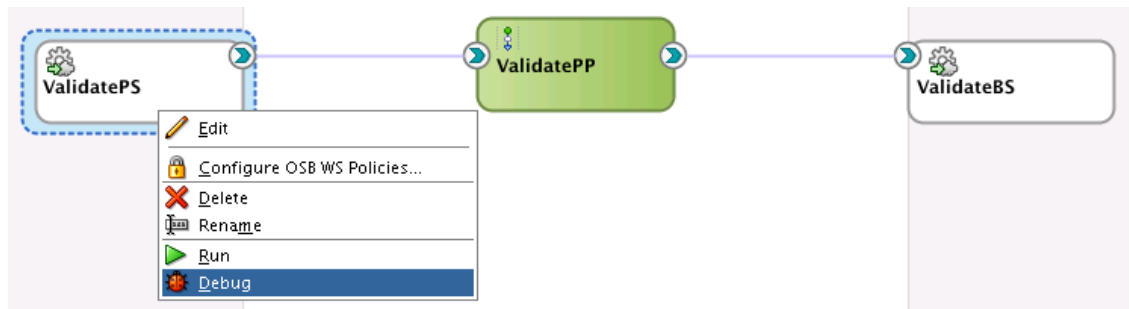 ValidatePS
ValidatePP
ValidateBS
Edit
Configure OSB WS Policies...
Delete
Rename
Run
Debug